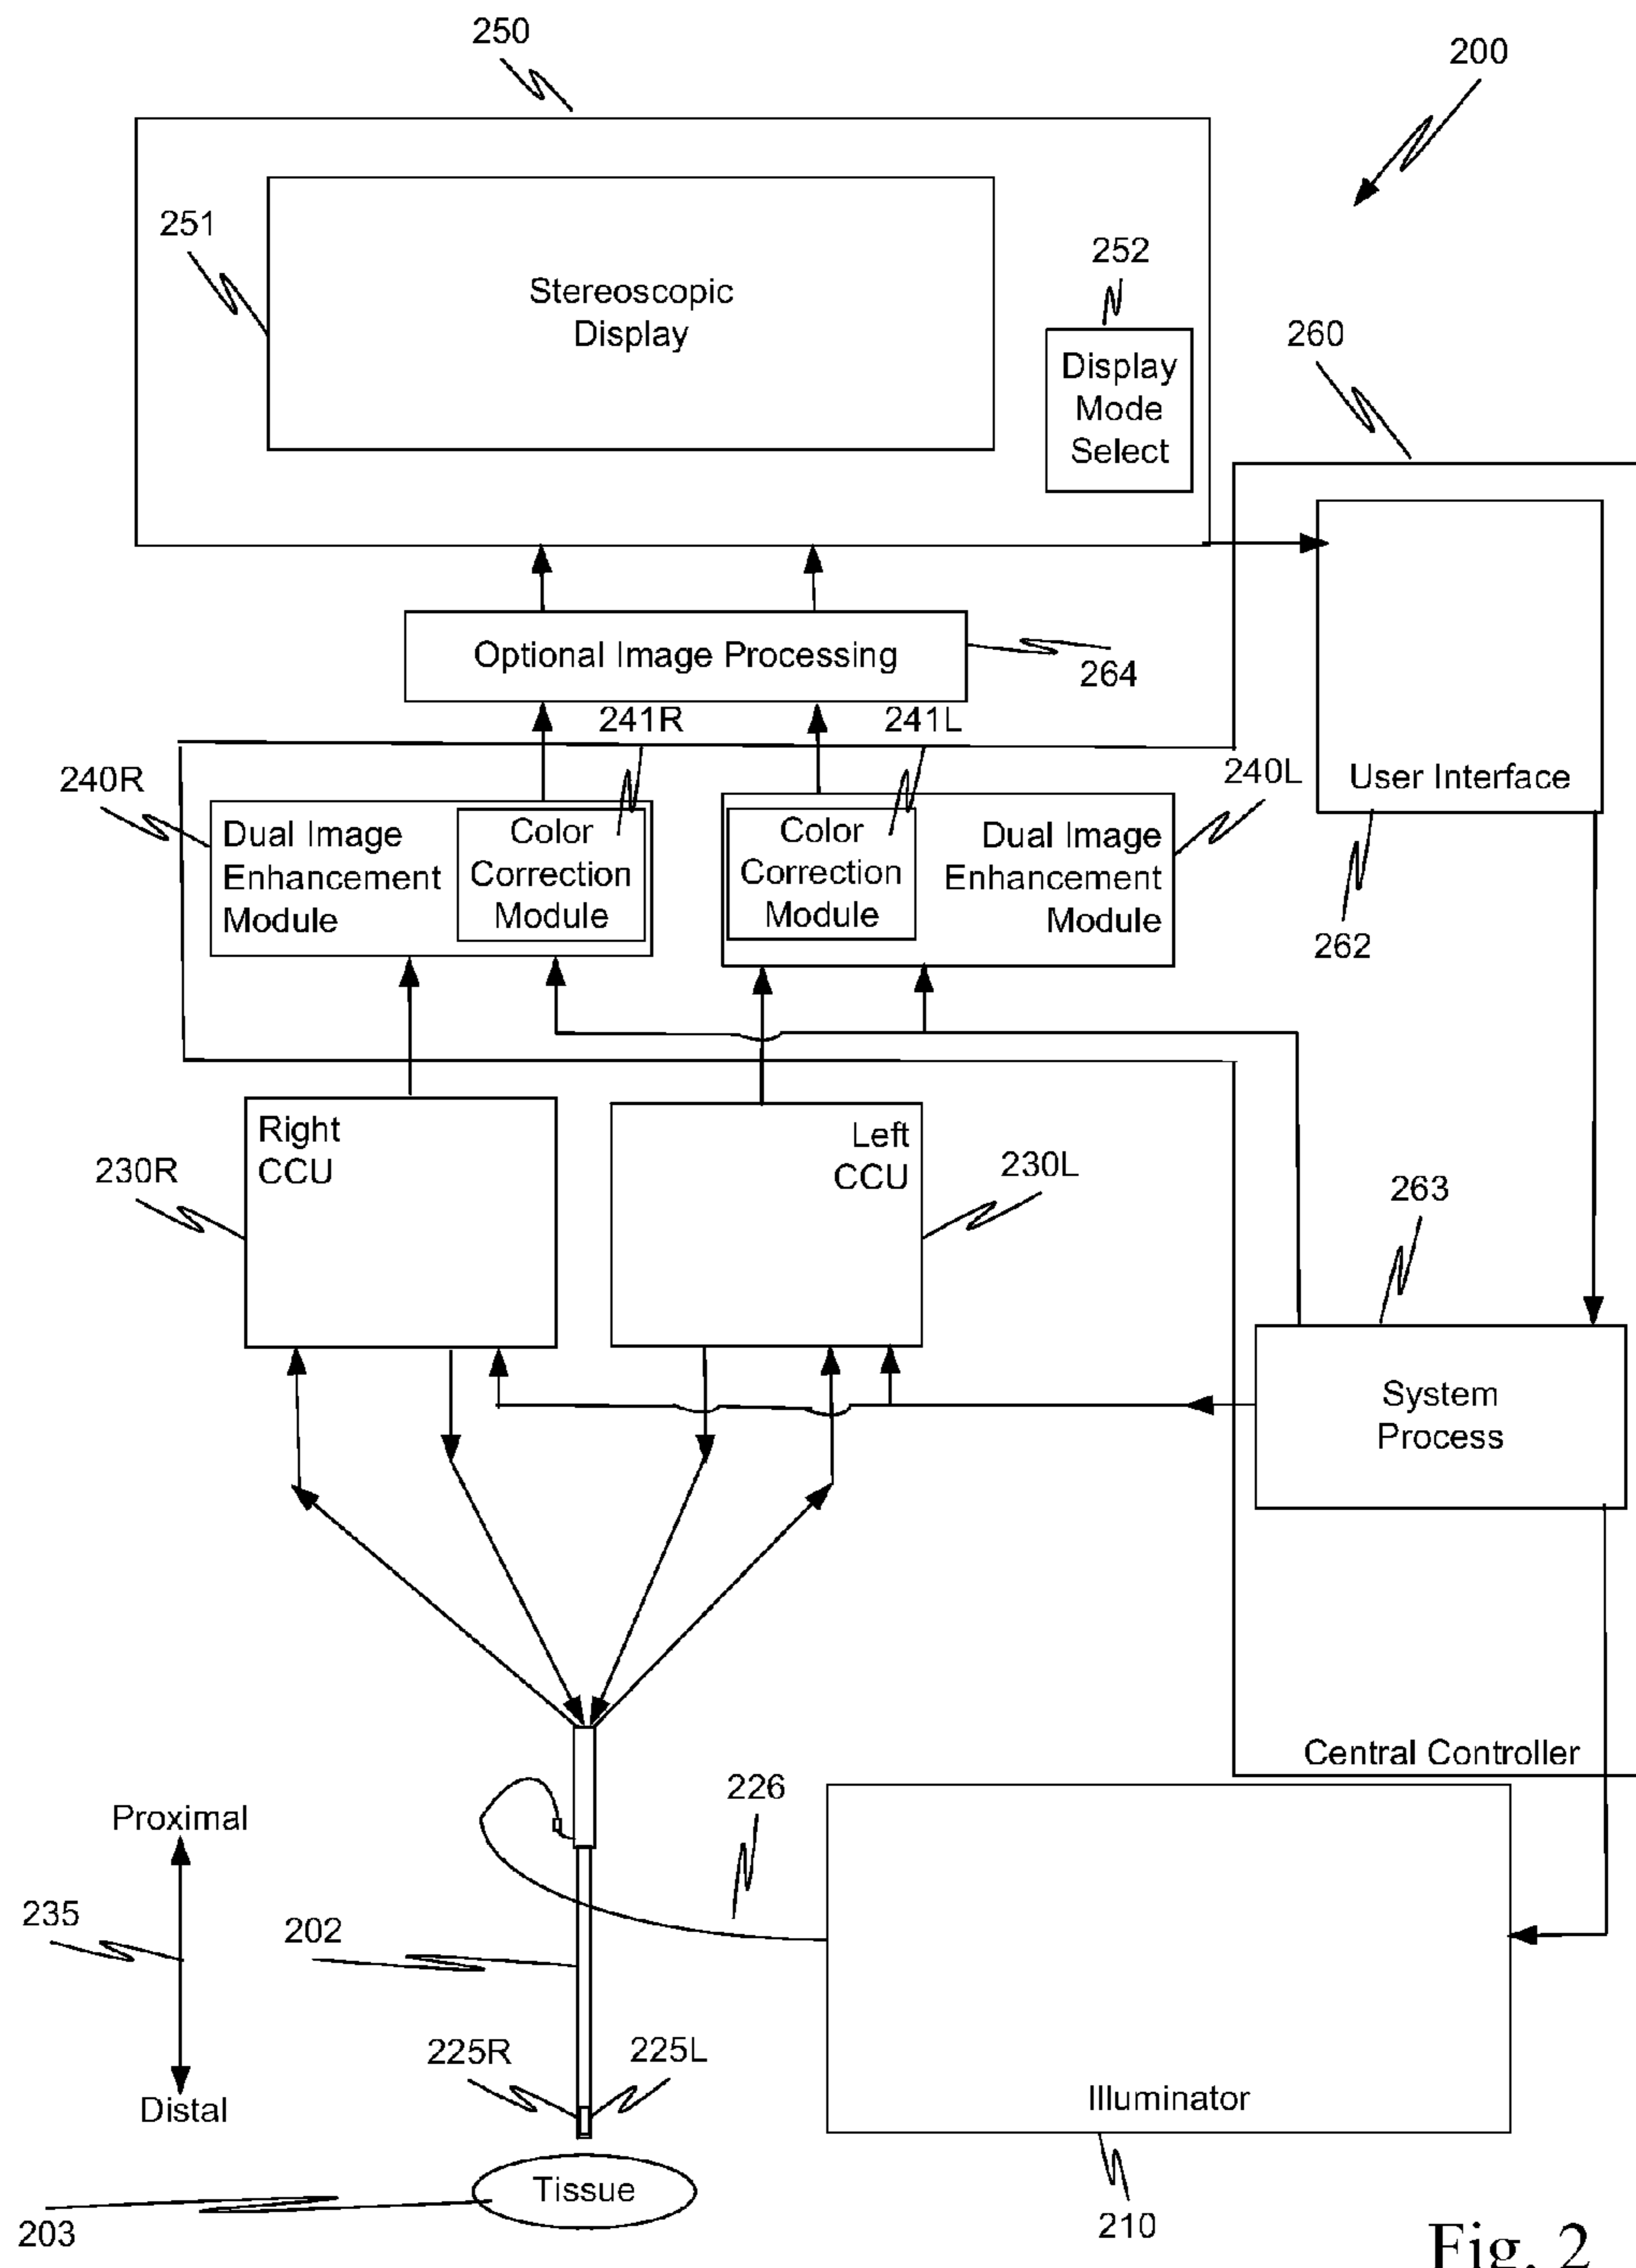 250
200
251
Stereoscopic
Display
252
Display
Mode
Select
260
Optional Image Processing
264
241R
241L
240R
240L
User Interface
Dual Image
Enhancement
Module
Color
Correction
Module
Color
Correction
Module
Dual Image
Enhancement
Module
262
Right
CCU
Left
CCU
230R
230L
263
System
Process
Central Controller
226
Proximal
235
202
225R
225L
Distal
Illuminator
Tissue
203
210
Fig. 2